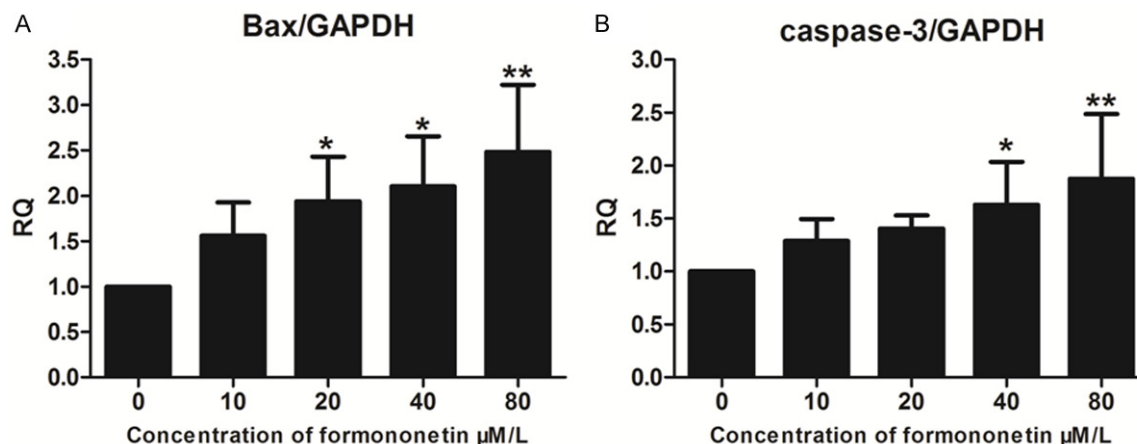 A
Bax/GAPDH
RQ
3.5
3.0
2.5
2.0
1.5
1.0
0.5
0.0
*
*
**
0 10 20 40 80
Concentration of formononetin µM/L
B
caspase-3/GAPDH
RQ
3.0
2.5
2.0
1.5
1.0
0.5
0.0
*
**
0 10 20 40 80
Concentration of formononetin µM/L